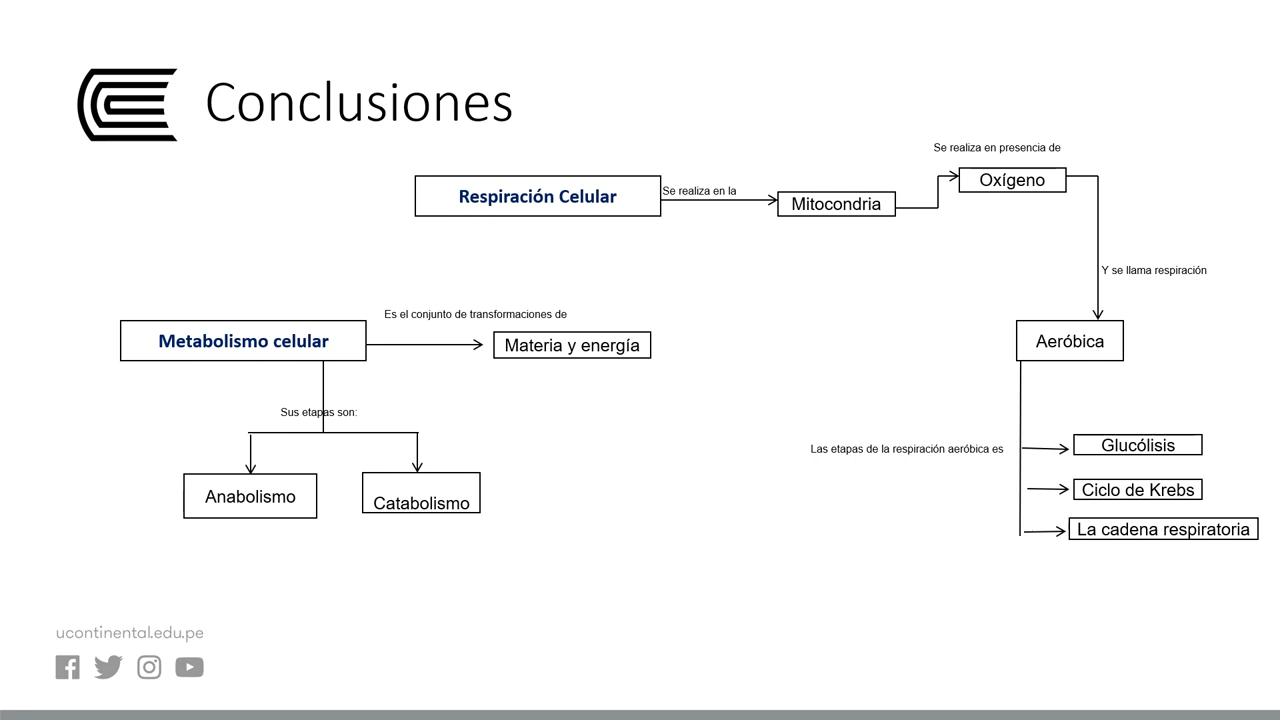 Conclusiones
Se realiza en presencia de
Respiración Celular
Se realiza en la
Mitocondria
Oxígeno
Y se llama respiración
Aeróbica
Es el conjunto de transformaciones de
Metabolismo celular
Materia y energía
Sus etapas son:
Anabolismo
Catabolismo
Las etapas de la respiración aeróbica es
Glucólisis
Ciclo de Krebs
La cadena respiratoria
ucontinental.edu.pe